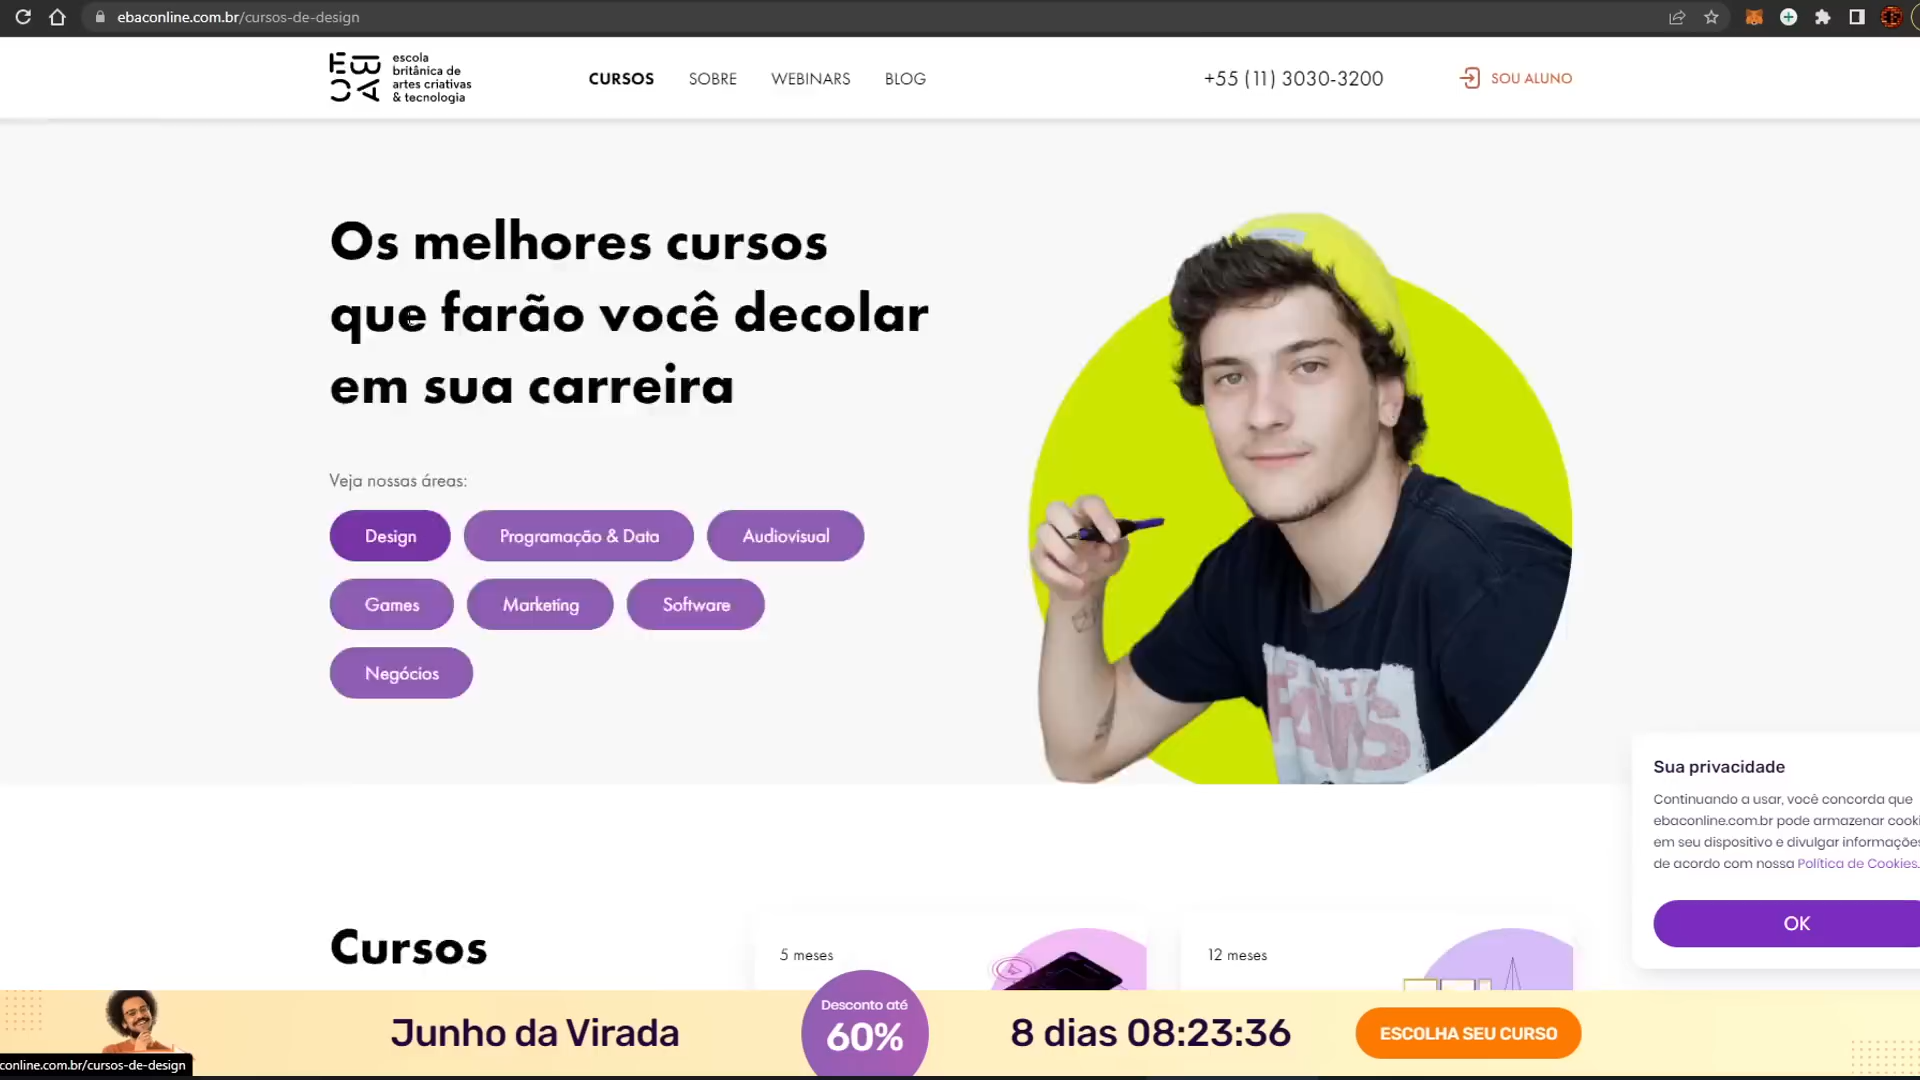 ebaconline.com.br/cursos-de-design
EBAC
escola
britânica de
artes criativas
& tecnologia
CURSOS
SOBRE
WEBINARS
BLOG
+55 (11) 3030-3200
SOU ALUNO
Os melhores cursos
que farão você decolar
em sua carreira
Veja nossas áreas:
Design
Programação & Data
Audiovisual
Games
Marketing
Software
Negócios
Sua privacidade
Continuando a usar, você concorda que
ebaconline.com.br pode armazenar cooki
em seu dispositivo e divulgar informações
de acordo com nossa Política de Cookies.
OK
Cursos
5 meses
12 meses
Junho da Virada
Desconto até
60%
8 dias 08:23:36
ESCOLHA SEU CURSO
conline.com.br/cursos-de-design